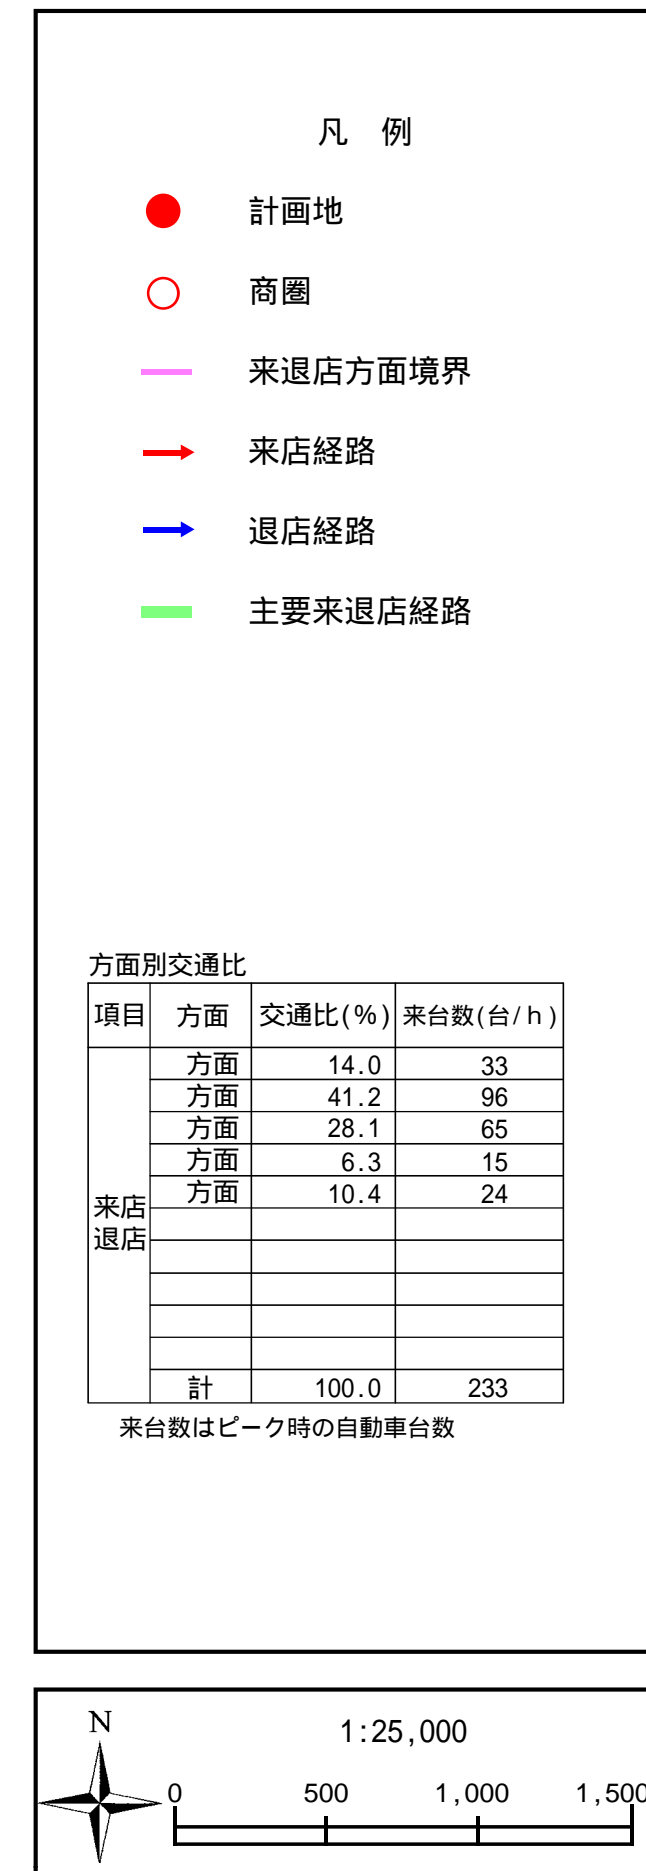 凡 例
計画地
商圏
来退店方面境界
来店経路
退店経路
主要来退店経路
方面別交通比
項目 方面 交通比(%) 来台数(台/ｈ)
方面 14.0 33
方面 41.2 96
方面 28.1 65
方面 6.3 15
方面 10.4 24
来店
退店
計 100.0 233
来台数はピーク時の自動車台数
N
1:25,000
0 500 1,000 1,500